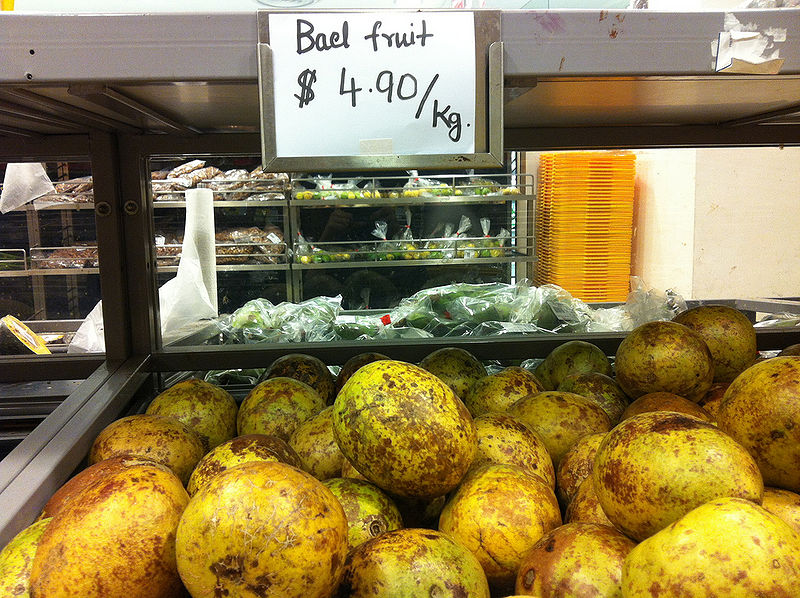 Bael fruit
$ 4.90/Kg.